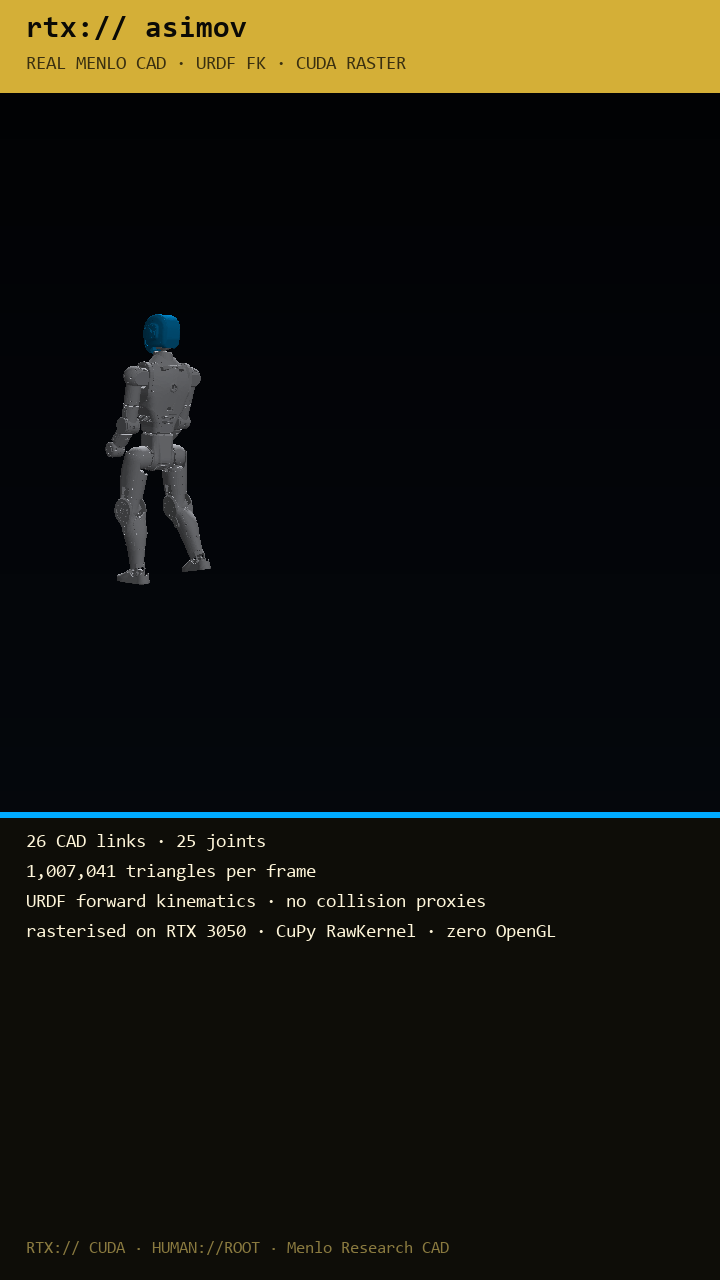 rtx:// asimov
REAL MENLO CAD · URDF FK · CUDA RASTER
26 CAD links · 25 joints
1,007,041 triangles per frame
URDF forward kinematics · no collision proxies
rasterised on RTX 3050 · CuPy RawKernel · zero OpenGL
RTX:// CUDA · HUMAN://ROOT · Menlo Research CAD